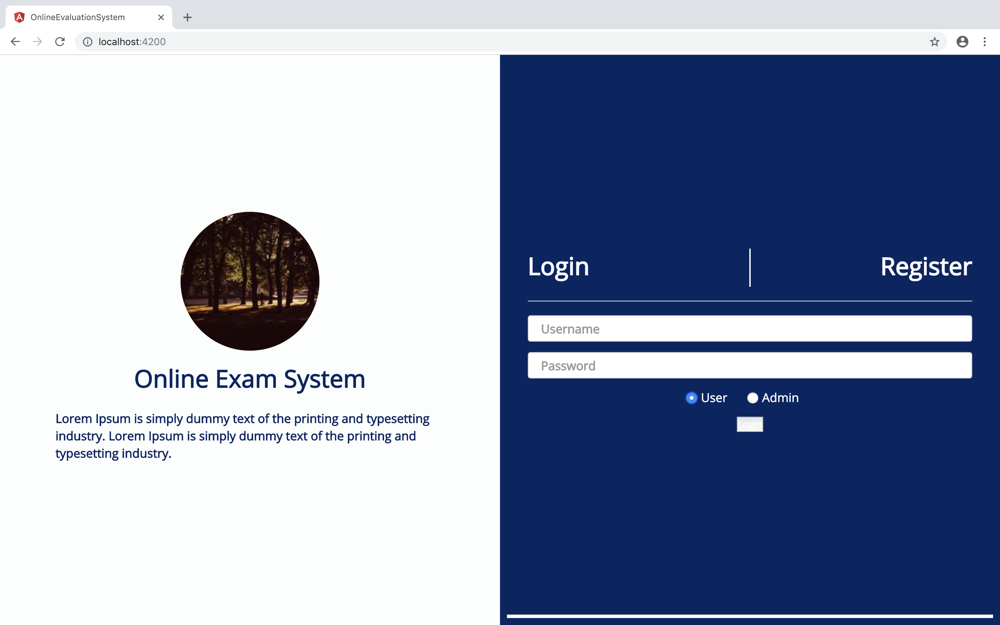 OnlineEvaluationSystem
localhost:4200
Online Exam System
Lorem Ipsum is simply dummy text of the printing and typesetting
industry. Lorem Ipsum is simply dummy text of the printing and
typesetting industry.
Login
Register
Username
Password
User
Admin
Login